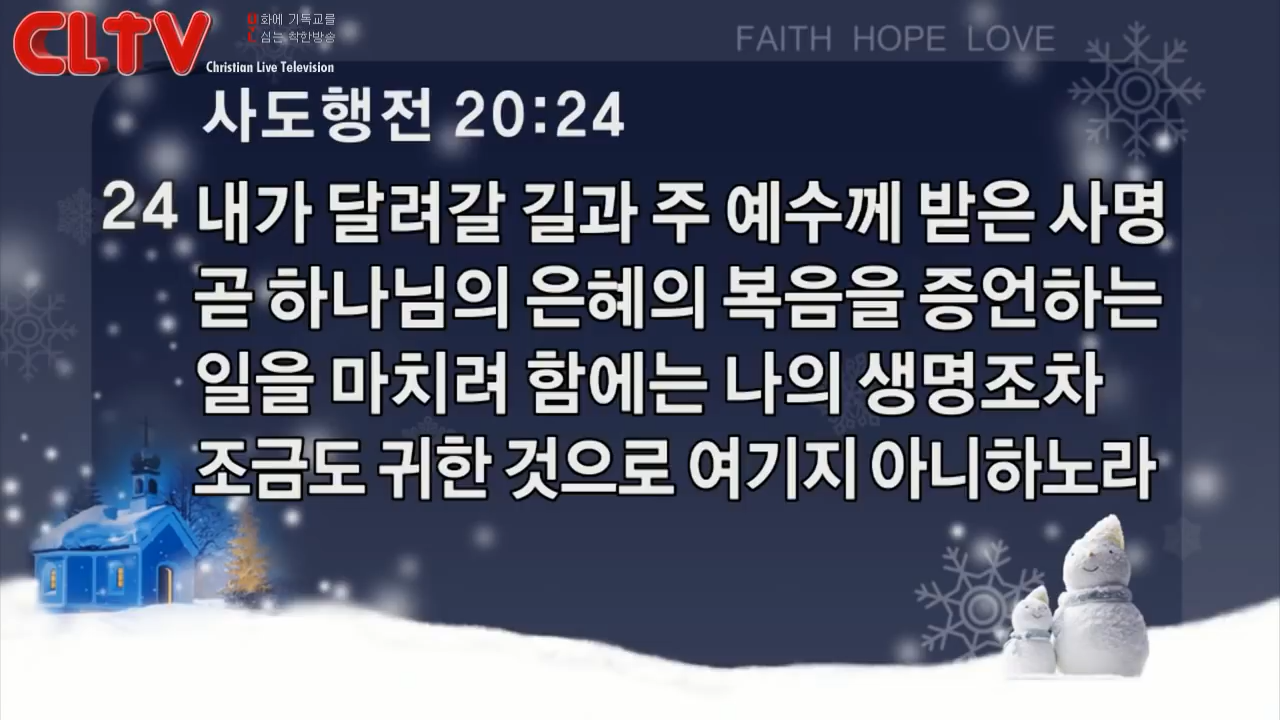 CLTV
화에 기독교를
심는 착한방송
Christian Live Television
FAITH HOPE LOVE
사도행전 20:24
24 내가 달려갈 길과 주 예수께 받은 사명
곧 하나님의 은혜의 복음을 증언하는
일을 마치려 함에는 나의 생명조차
조금도 귀한 것으로 여기지 아니하노라